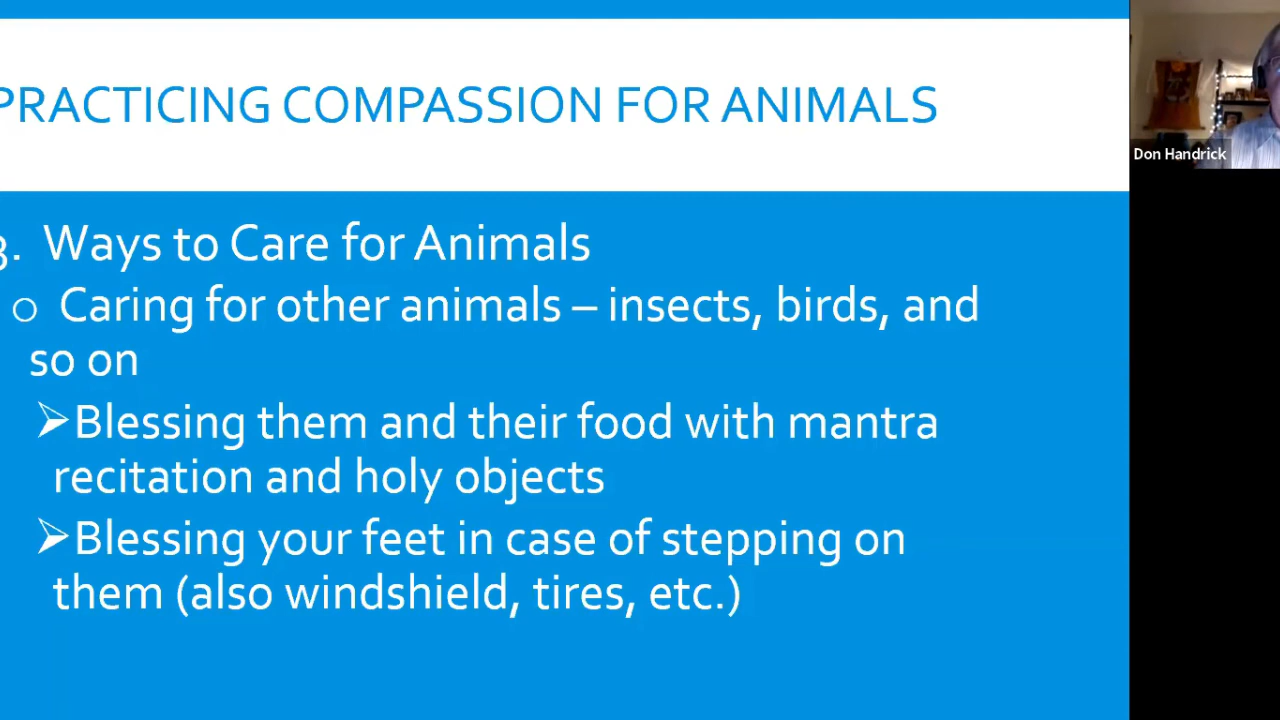 PRACTICING COMPASSION FOR ANIMALS
Don Handrick
3. Ways to Care for Animals
o Caring for other animals – insects, birds, and
so on
➢Blessing them and their food with mantra
recitation and holy objects
➢Blessing your feet in case of stepping on
them (also windshield, tires, etc.)